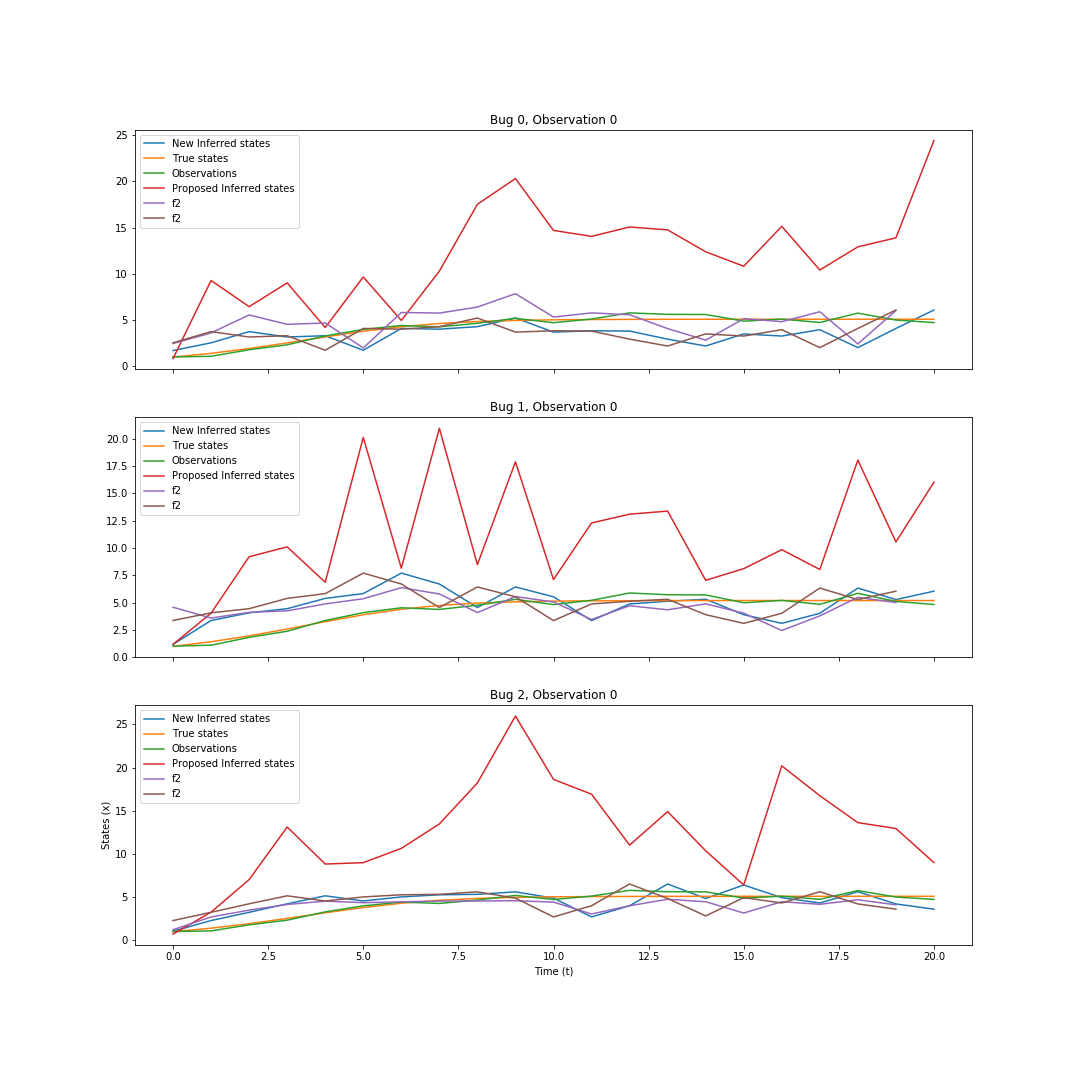 Bug 0, Observation 0
25
20
15
10
5
0
New Inferred states
True states
Observations
Proposed Inferred states
f2
f2
Bug 1, Observation 0
20.0
17.5
15.0
12.5
10.0
7.5
5.0
2.5
0.0
New Inferred states
True states
Observations
Proposed Inferred states
f2
f2
Bug 2, Observation 0
States (x)
25
20
15
10
5
0
New Inferred states
True states
Observations
Proposed Inferred states
f2
f2
0.0 2.5 5.0 7.5 10.0 12.5 15.0 17.5 20.0
Time (t)